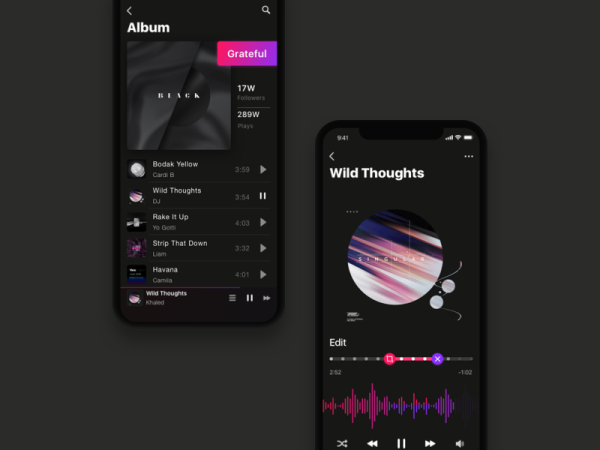 Album
Grateful
BLACK
17W
Followers
289W
Plays
Bodak Yellow
Cardi B
3:59
Wild Thoughts
DJ
3:54
Rake It Up
Yo Gotti
4:03
Strip That Down
Liam
3:32
Havana
Camila
4:01
Wild Thoughts
Khaled
9:41
Wild Thoughts
Edit
2:52
-1:02